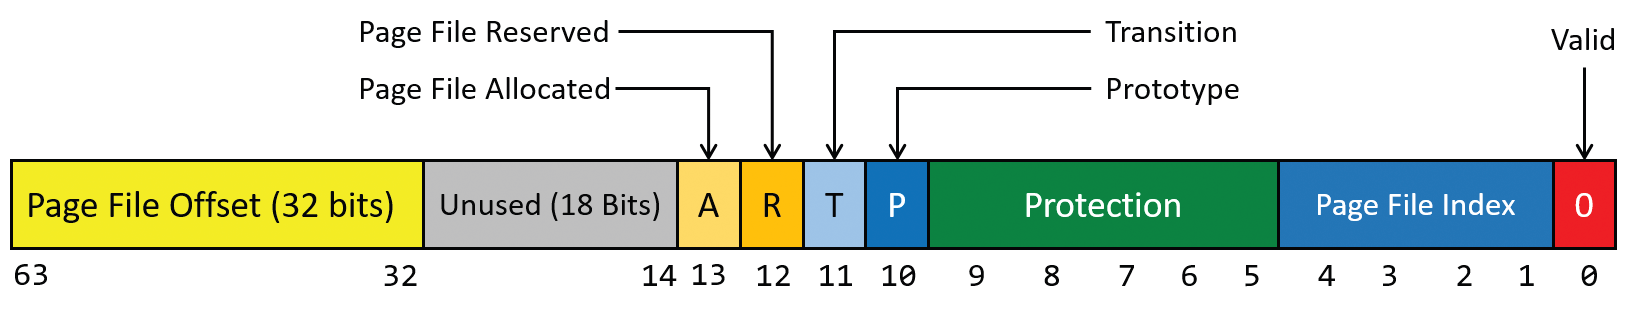 Page File Reserved
Transition
Valid
Page File Allocated
Prototype
Page File Offset (32 bits) Unused (18 Bits) A R T P Protection Page File Index 0
63 32 14 13 12 11 10 9 8 7 6 5 4 3 2 1 0